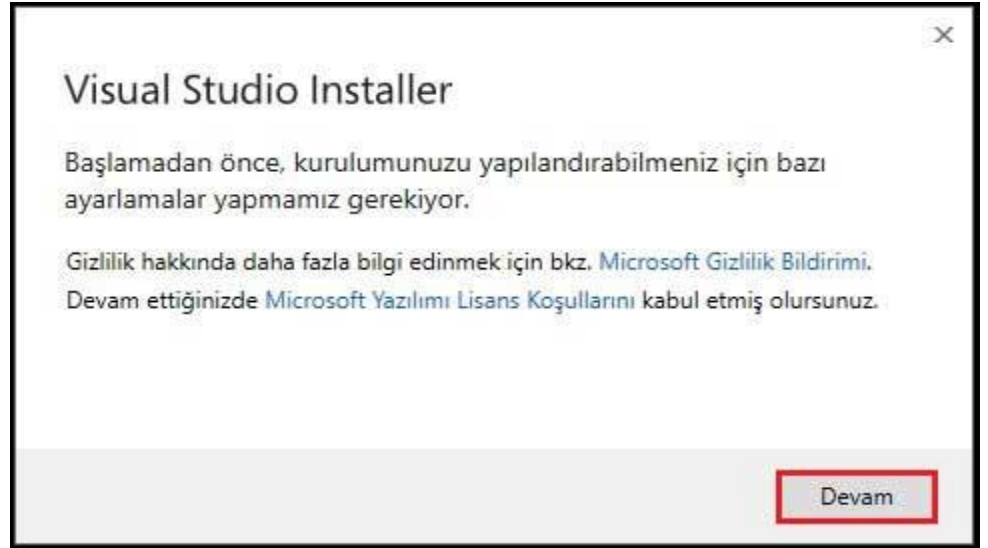 Visual Studio Installer
Başlamadan önce, kurulumunuzu yapılandırabilmeniz için bazı
ayarlamalar yapmamız gerekiyor.
Gizlilik hakkında daha fazla bilgi edinmek için bkz. Microsoft Gizlilik Bildirimi.
Devam ettiğinizde Microsoft Yazılımı Lisans Koşullarını kabul etmiş olursunuz.
Devam